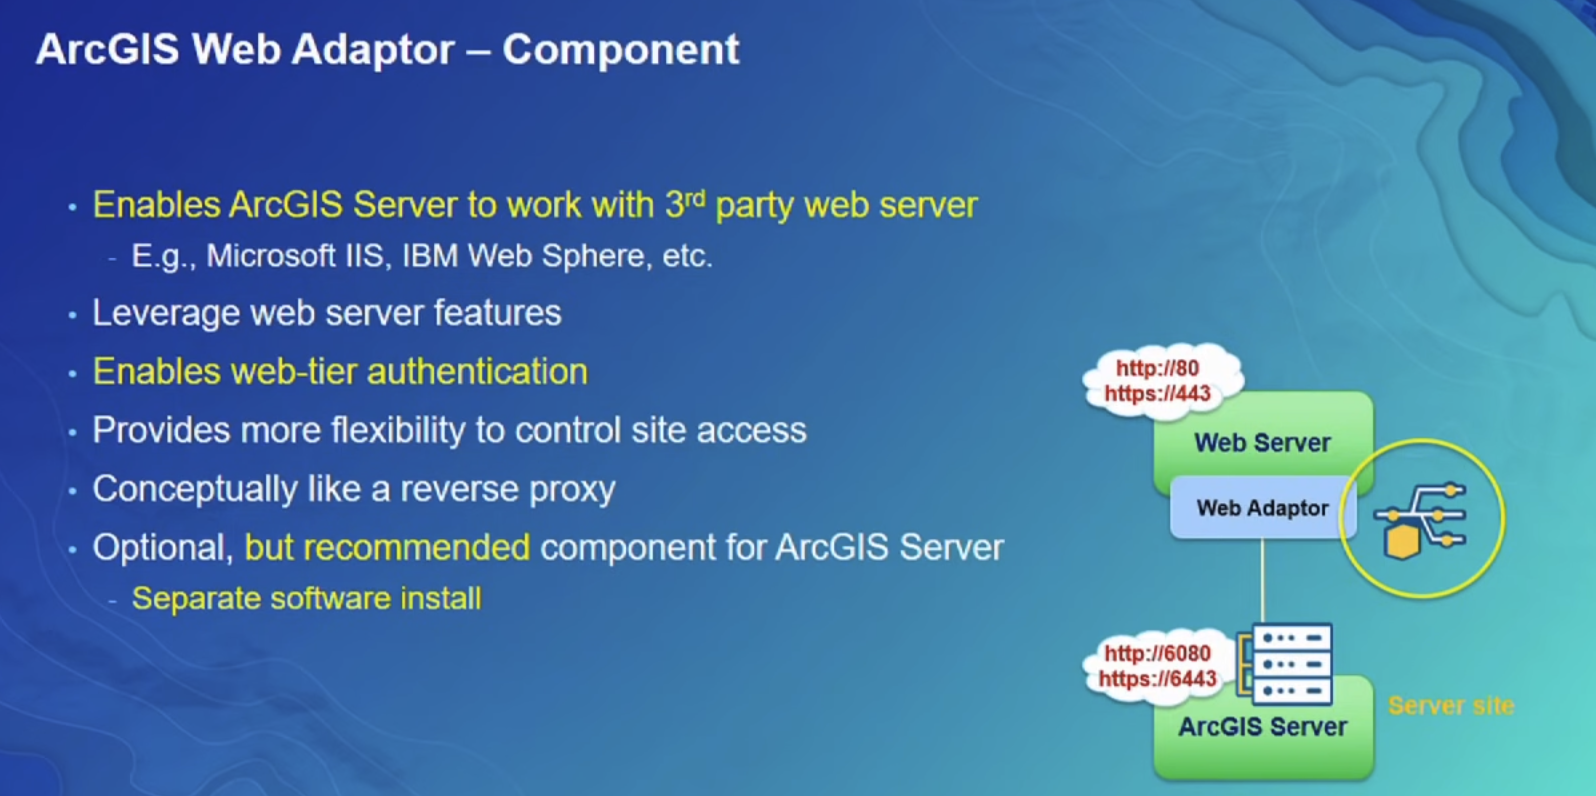 ArcGIS Web Adaptor – Component
• Enables ArcGIS Server to work with 3rd party web server
- E.g., Microsoft IIS, IBM Web Sphere, etc.
• Leverage web server features
• Enables web-tier authentication
• Provides more flexibility to control site access
• Conceptually like a reverse proxy
• Optional, but recommended component for ArcGIS Server
- Separate software install
http://80
https://443
Web Server
Web Adaptor
http://6080
https://6443
ArcGIS Server
Server site